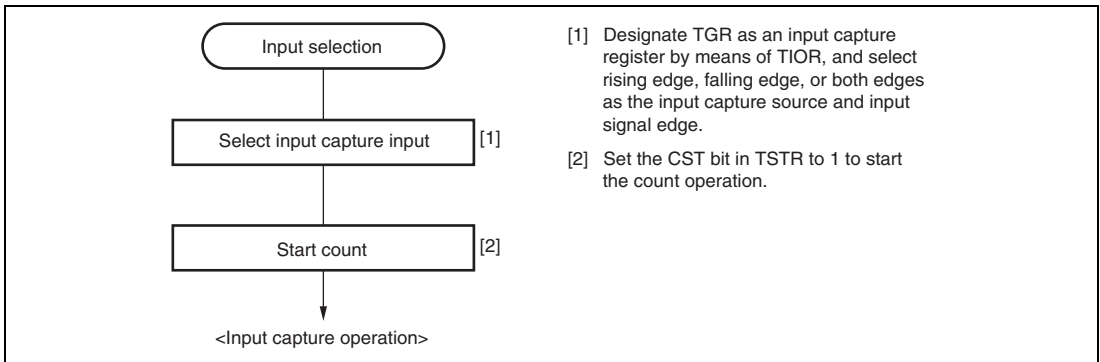 Input selection
Select input capture input
[1]
Start count
[2]
<Input capture operation>
[1] Designate TGR as an input capture
register by means of TIOR, and select
rising edge, falling edge, or both edges
as the input capture source and input
signal edge.
[2] Set the CST bit in TSTR to 1 to start
the count operation.